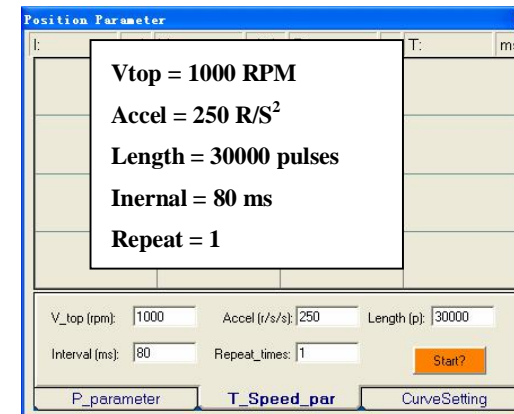 Position Parameter
I: T: ms
Vtop = 1000 RPM
Accel = 250 R/S²
Length = 30000 pulses
Inernal = 80 ms
Repeat = 1
V_top (rpm): 1000 Accel (r/s/s): 250 Length (p): 30000
Interval (ms): 80 Repeat_times: 1 Start?
P_parameter T_Speed_par CurveSetting